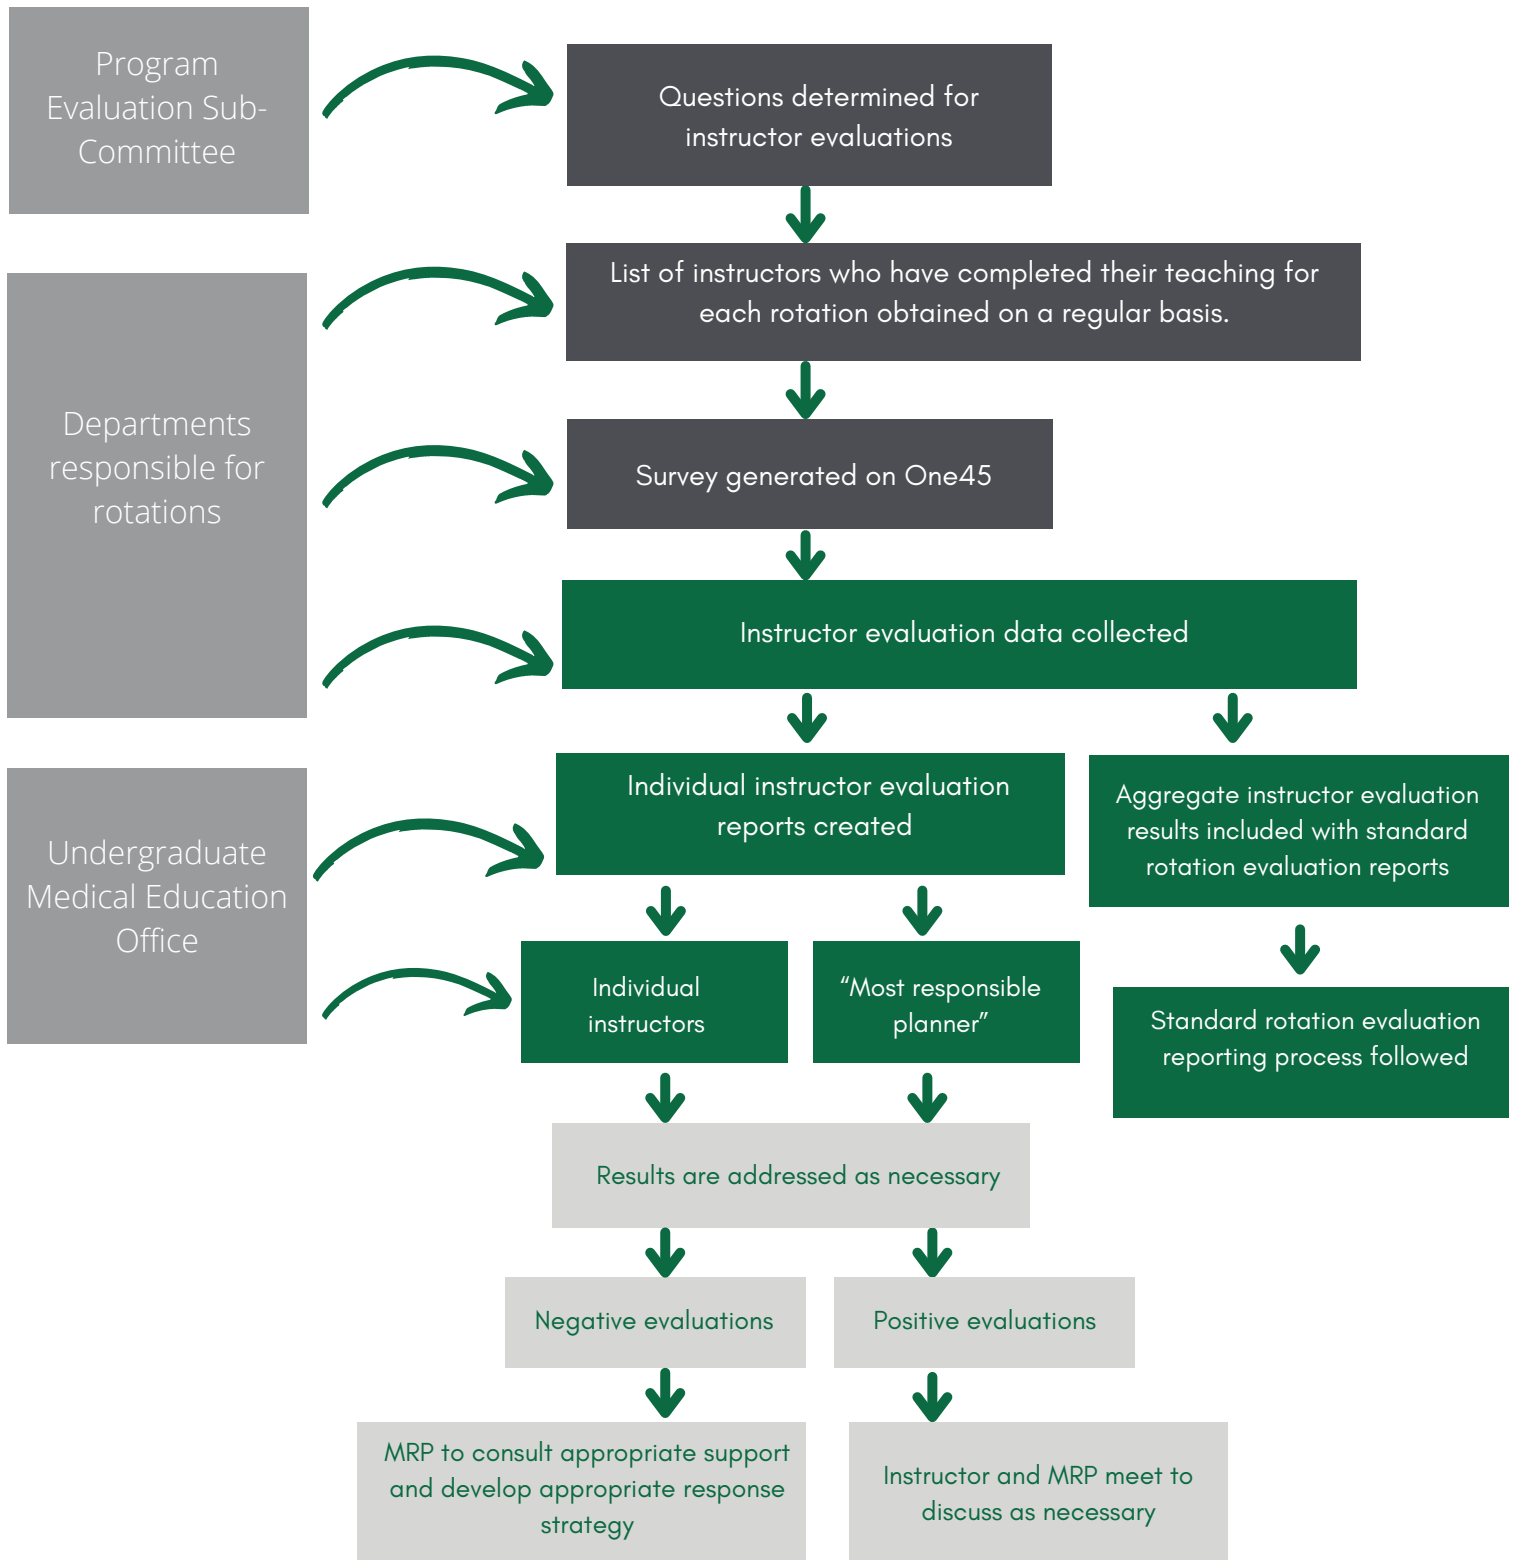 Program
Evaluation Sub-
Committee
Questions determined for
instructor evaluations
List of instructors who have completed their teaching for
each rotation obtained on a regular basis.
Departments
responsible for
rotations
Survey generated on One45
Instructor evaluation data collected
Undergraduate
Medical Education
Office
Individual instructor evaluation
reports created
Aggregate instructor evaluation
results included with standard
rotation evaluation reports
Individual
instructors
“Most responsible
planner”
Standard rotation evaluation
reporting process followed
Results are addressed as necessary
Negative evaluations
Positive evaluations
MRP to consult appropriate support
and develop appropriate response
strategy
Instructor and MRP meet to
discuss as necessary